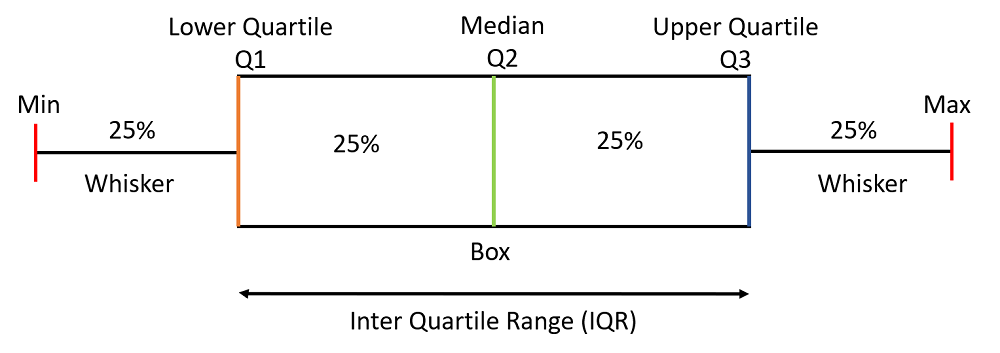 Lower Quartile
Q1
Median
Q2
Upper Quartile
Q3
Min
25%
Whisker
25%
25%
Max
25%
Whisker
Box
Inter Quartile Range (IQR)